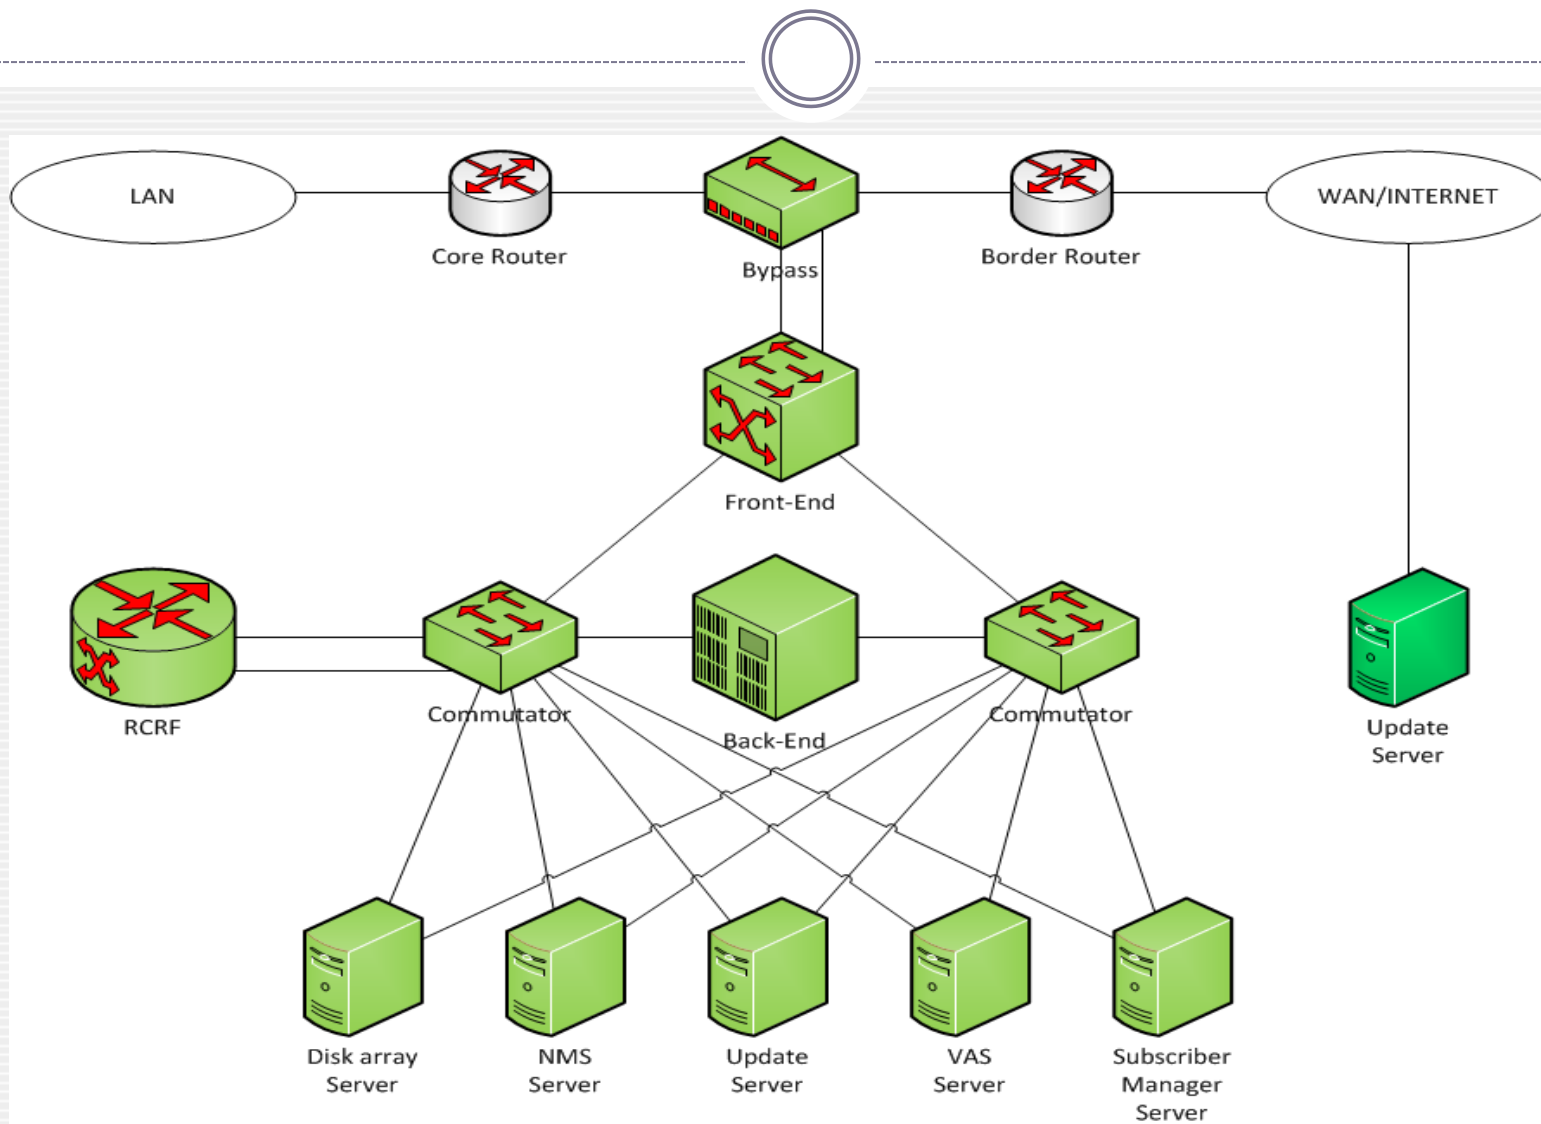 LAN
WAN/INTERNET
Core Router
Bypass
Border Router
Front-End
RCRF
Commutator
Back-End
Commutator
Update
Server
Disk array
Server
NMS
Server
Update
Server
VAS
Server
Subscriber
Manager
Server